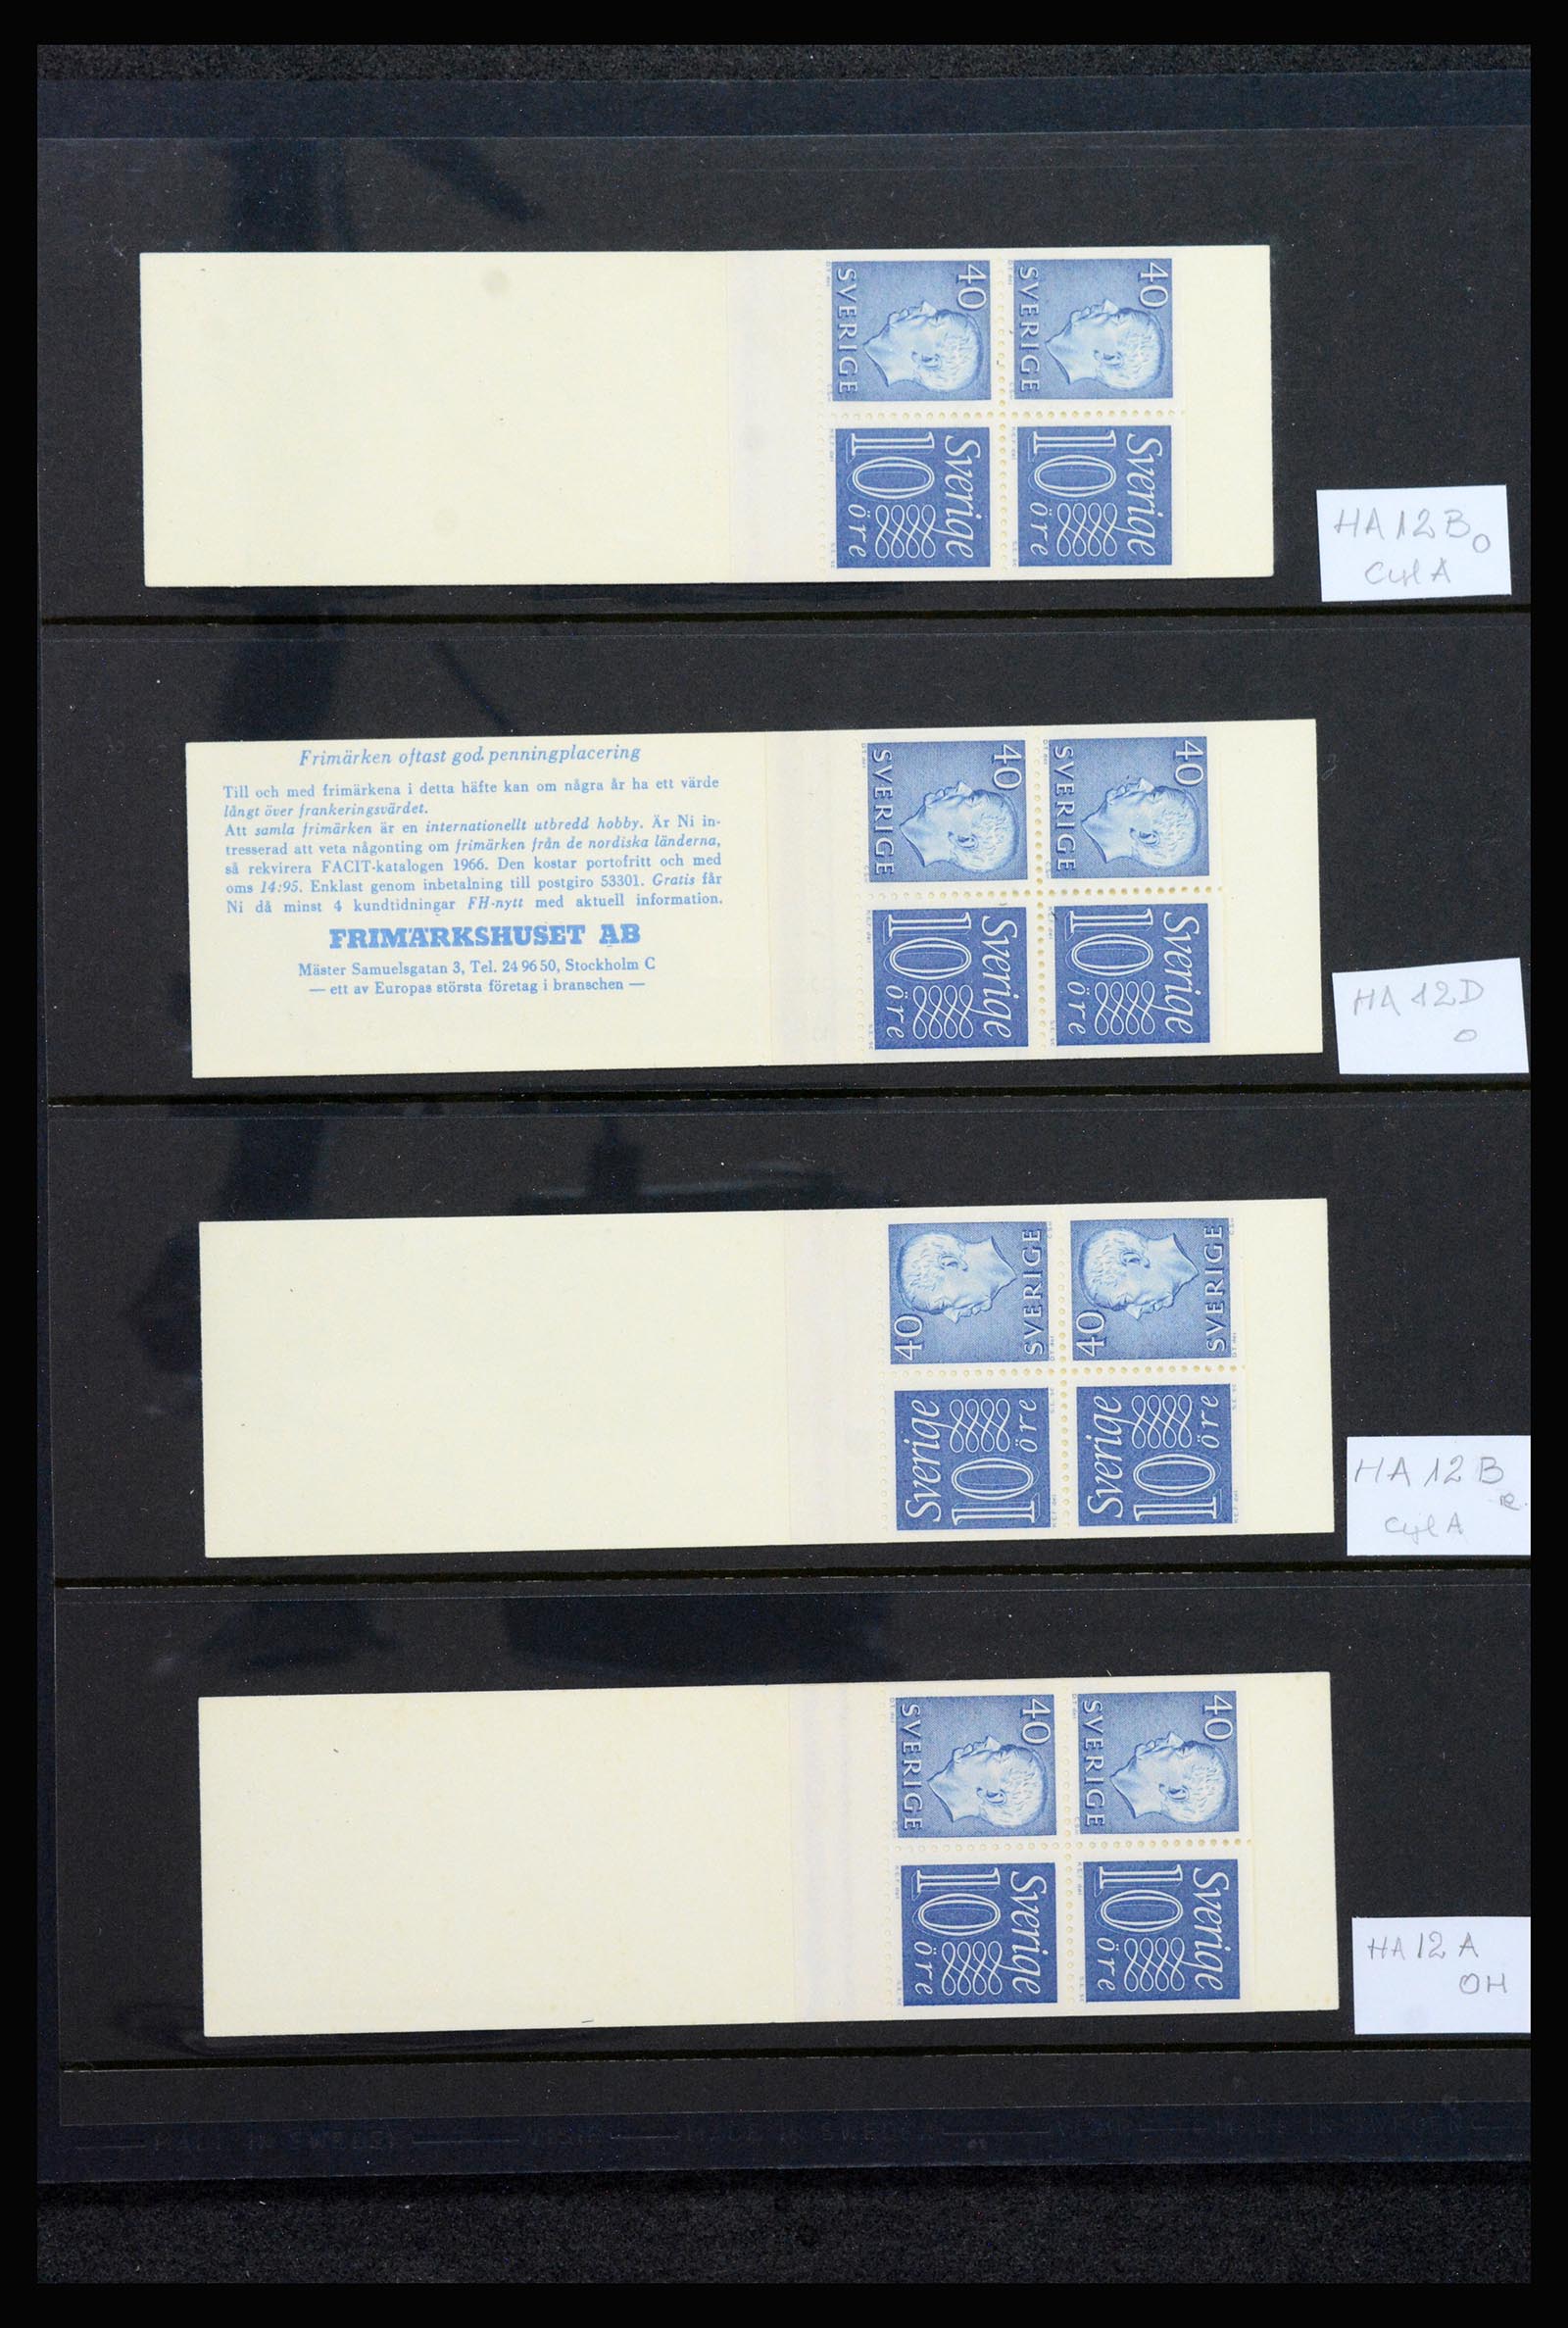 40
SVERIGE
40
SVERIGE
Sverige
10
öre
Sverige
10
öre
HA 12 B O
Cyl A
Frimärken oftast god penningplacering
Till och med frimärkena i detta häfte kan om några år ha ett värde
långt över frankeringsvärdet.
Att samla frimärken är en internationellt utbredd hobby. Är Ni in-
tresserad att veta någonting om frimärken från de nordiska länderna,
så rekvirera FACIT-katalogen 1966. Den kostar portofritt och med
oms 14:95. Enklast genom inbetalning till postgiro 53301. Gratis får
Ni då minst 4 kundtidningar FH-nytt med aktuell information.
FRIMÄRKSHUSET AB
Mäster Samuelsgatan 3, Tel. 24 96 50, Stockholm C
— ett av Europas största företag i branschen —
40
SVERIGE
40
SVERIGE
Sverige
10
öre
Sverige
10
öre
HA 12 D
O
40
SVERIGE
40
SVERIGE
Sverige
10
öre
Sverige
10
öre
HA 12 B
Cyl A
40
SVERIGE
40
SVERIGE
Sverige
10
öre
Sverige
10
öre
HA 12 A
OH
MADE IN SWEDEN